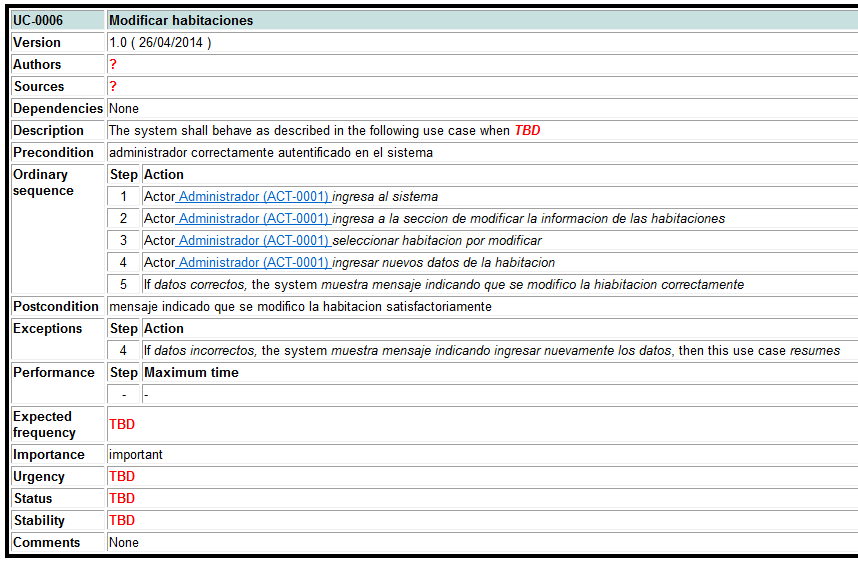 UC-0006 Modificar habitaciones
Version 1.0 ( 26/04/2014 )
Authors ?
Sources ?
Dependencies None
Description The system shall behave as described in the following use case when TBD
Precondition administrador correctamente autentificado en el sistema
Ordinary sequence Step Action
1 Actor Administrador (ACT-0001) ingresa al sistema
2 Actor Administrador (ACT-0001) ingresa a la seccion de modificar la informacion de las habitaciones
3 Actor Administrador (ACT-0001) seleccionar habitacion por modificar
4 Actor Administrador (ACT-0001) ingresar nuevos datos de la habitacion
5 If datos correctos, the system muestra mensaje indicando que se modifico la hiabitacion correctamente
Postcondition mensaje indicado que se modifico la habitacion satisfactoriamente
Exceptions Step Action
4 If datos incorrectos, the system muestra mensaje indicando ingresar nuevamente los datos, then this use case resumes
Performance Step Maximum time
- -
Expected frequency TBD
Importance important
Urgency TBD
Status TBD
Stability TBD
Comments None